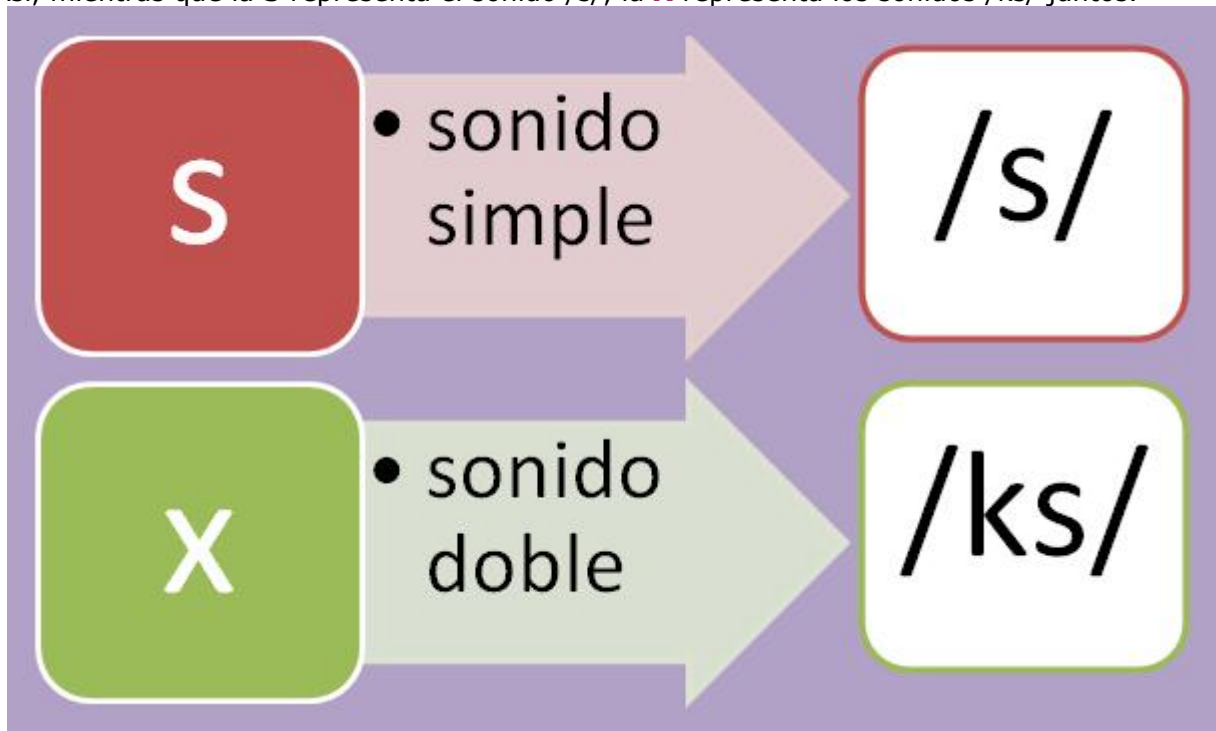 mientras que la S representa el sonido /s/, la x representa los sonidos /ks/ juntos.
s
• sonido
simple
/s/
x
• sonido
doble
/ks/